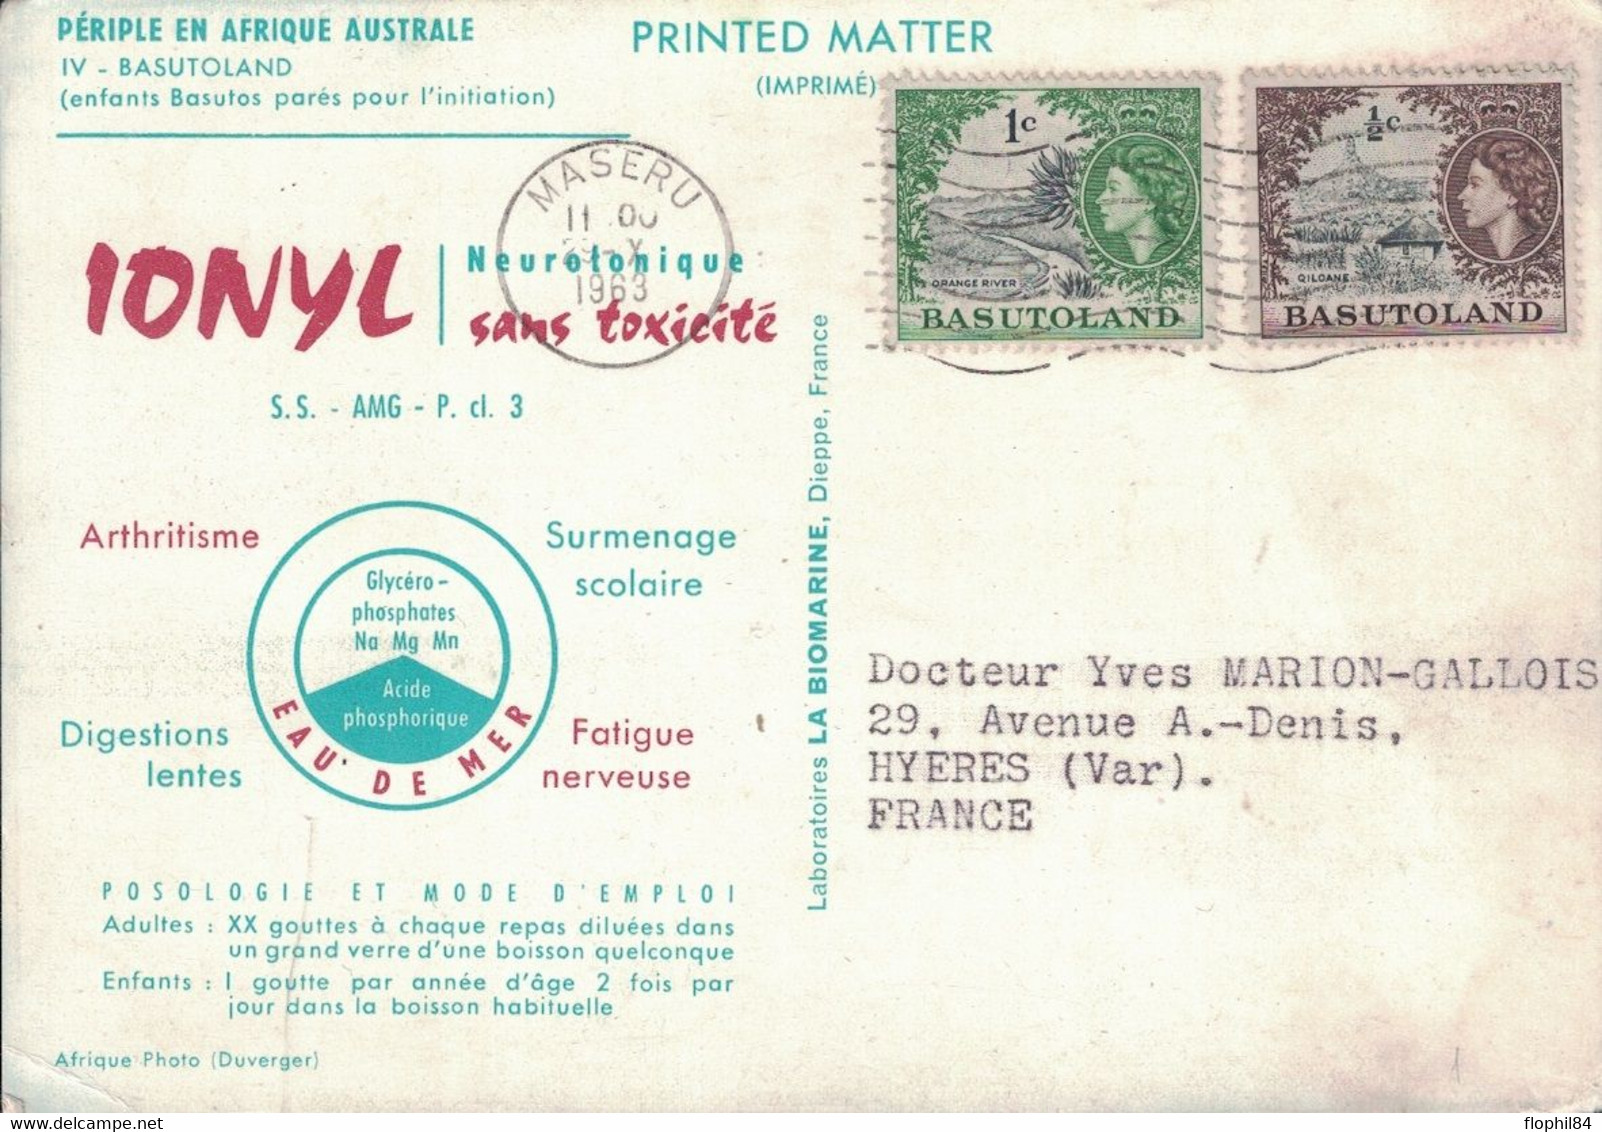 PÉRIPLE EN AFRIQUE AUSTRALE
IV - BASUTOLAND
(enfants Basutos parés pour l'initiation)
PRINTED MATTER
(IMPRIMÉ)
MASERU
11
X
1963
1c
ORANGE RIVER
BASUTOLAND
½c
QILOANE
BASUTOLAND
IONYL
Neurotonique
sans toxicité
S.S. - AMG - P. cl. 3
Arthritisme
Surmenage
scolaire
Glycéro-
phosphates
Na Mg Mn
Acide
phosphorique
EAU DE MER
Digestions
lentes
Fatigue
nerveuse
POSOLOGIE ET MODE D'EMPLOI
Adultes : XX gouttes à chaque repas diluées dans
un grand verre d'une boisson quelconque
Enfants : I goutte par année d'âge 2 fois par
jour dans la boisson habituelle
Afrique Photo (Duverger)
Laboratoires LA BIOMARINE, Dieppe, France
Docteur Yves MARION-GALLOIS
29, Avenue A.-Denis,
HYERES (Var).
FRANCE
flophil84